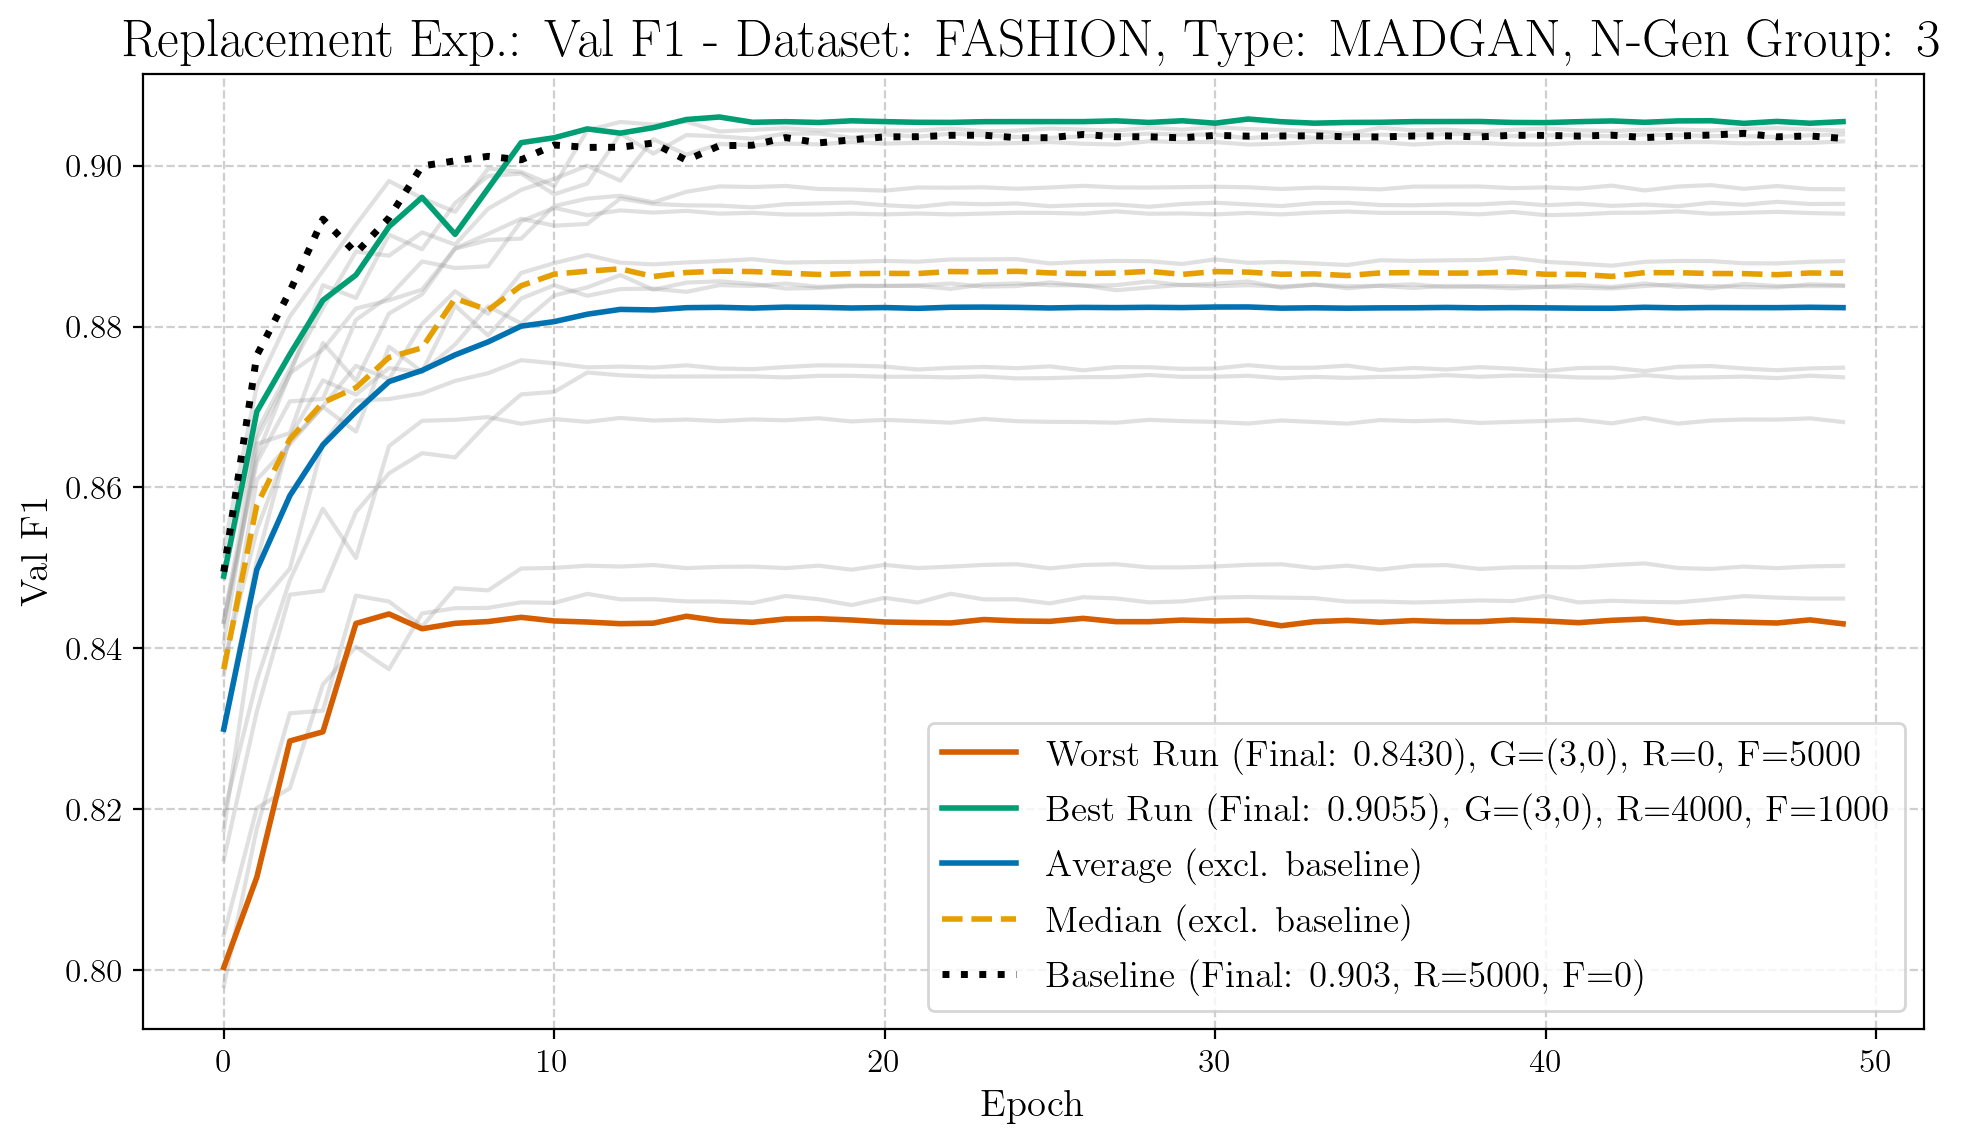 Replacement Exp.: Val F1 - Dataset: FASHION, Type: MADGAN, N-Gen Group: 3
Val F1
0.90
0.88
0.86
0.84
0.82
0.80
Worst Run (Final: 0.8430), G=(3,0), R=0, F=5000
Best Run (Final: 0.9055), G=(3,0), R=4000, F=1000
Average (excl. baseline)
Median (excl. baseline)
Baseline (Final: 0.903, R=5000, F=0)
0 10 20 30 40 50
Epoch